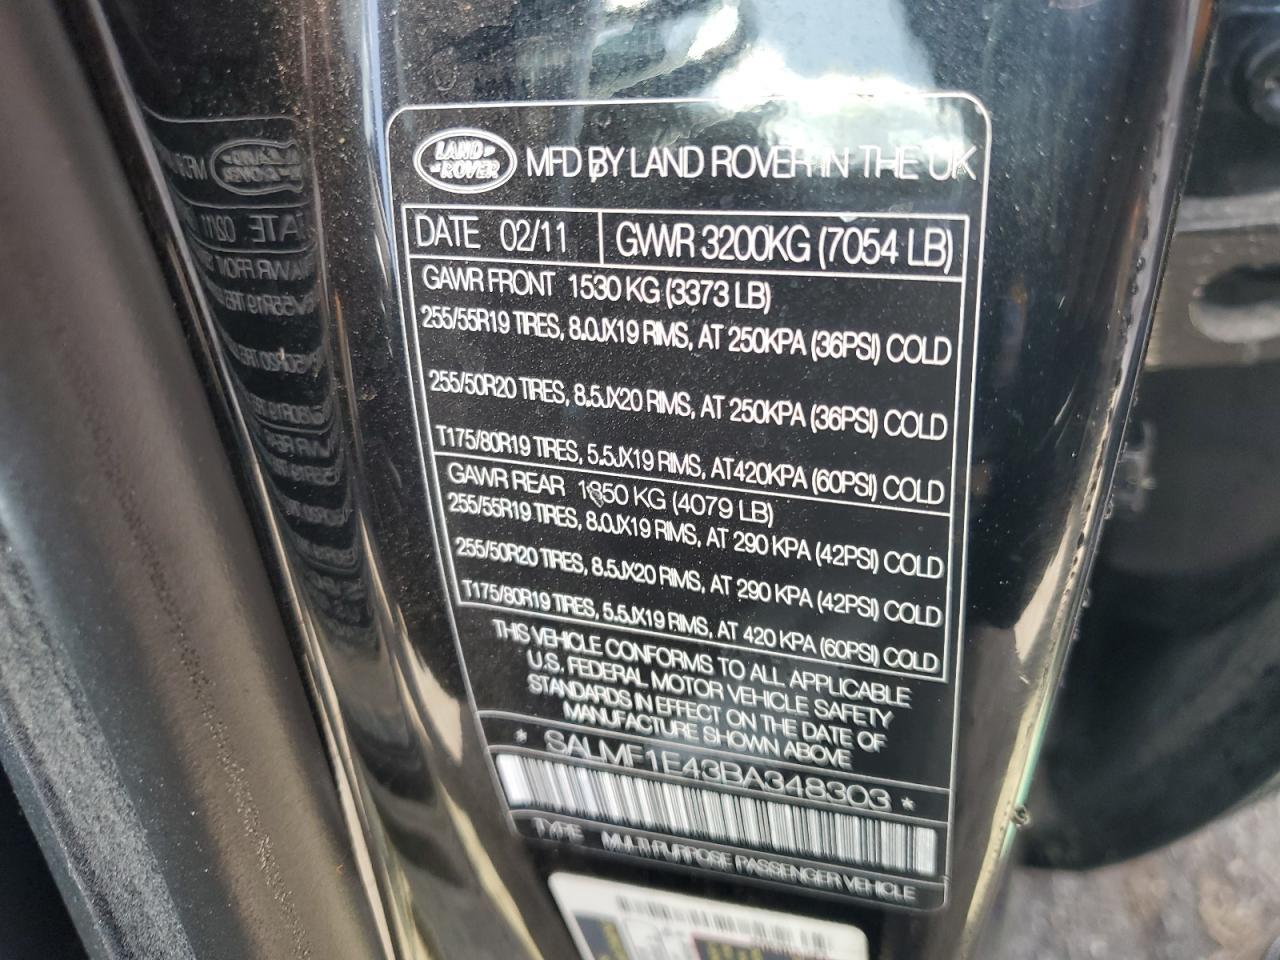 LAND ROVER
MFD BY LAND ROVER IN THE UK
DATE 02/11 GWWR 3200KG (7054 LB)
GAWR FRONT 1530 KG (3373 LB)
255/55R19 TIRES, 8.0JX19 RIMS, AT 250KPA (36PSI) COLD
255/50R20 TIRES, 8.5JX20 RIMS, AT 250KPA (36PSI) COLD
T175/80R19 TIRES, 5.5JX19 RIMS, AT420KPA (60PSI) COLD
GAWR REAR 1850 KG (4079 LB)
255/55R19 TIRES, 8.0JX19 RIMS, AT 290 KPA (42PSI) COLD
255/50R20 TIRES, 8.5JX20 RIMS, AT 290 KPA (42PSI) COLD
T175/80R19 TIRES, 5.5JX19 RIMS, AT 420 KPA (60PSI) COLD
THIS VEHICLE CONFORMS TO ALL APPLICABLE
U.S. FEDERAL MOTOR VEHICLE SAFETY
STANDARDS IN EFFECT ON THE DATE OF
MANUFACTURE SHOWN ABOVE
* SALMF1E43BA348303 *
TYPE MULTI PURPOSE PASSENGER VEHICLE